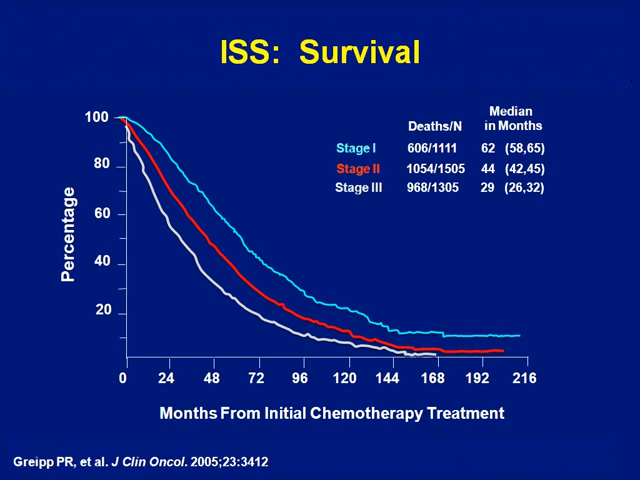 ISS: Survival
Median
Deaths/N in Months
Stage I 606/1111 62 (58,65)
Stage II 1054/1505 44 (42,45)
Stage III 968/1305 29 (26,32)
Percentage
100
80
60
40
20
0 24 48 72 96 120 144 168 192 216
Months From Initial Chemotherapy Treatment
Greipp PR, et al. J Clin Oncol. 2005;23:3412